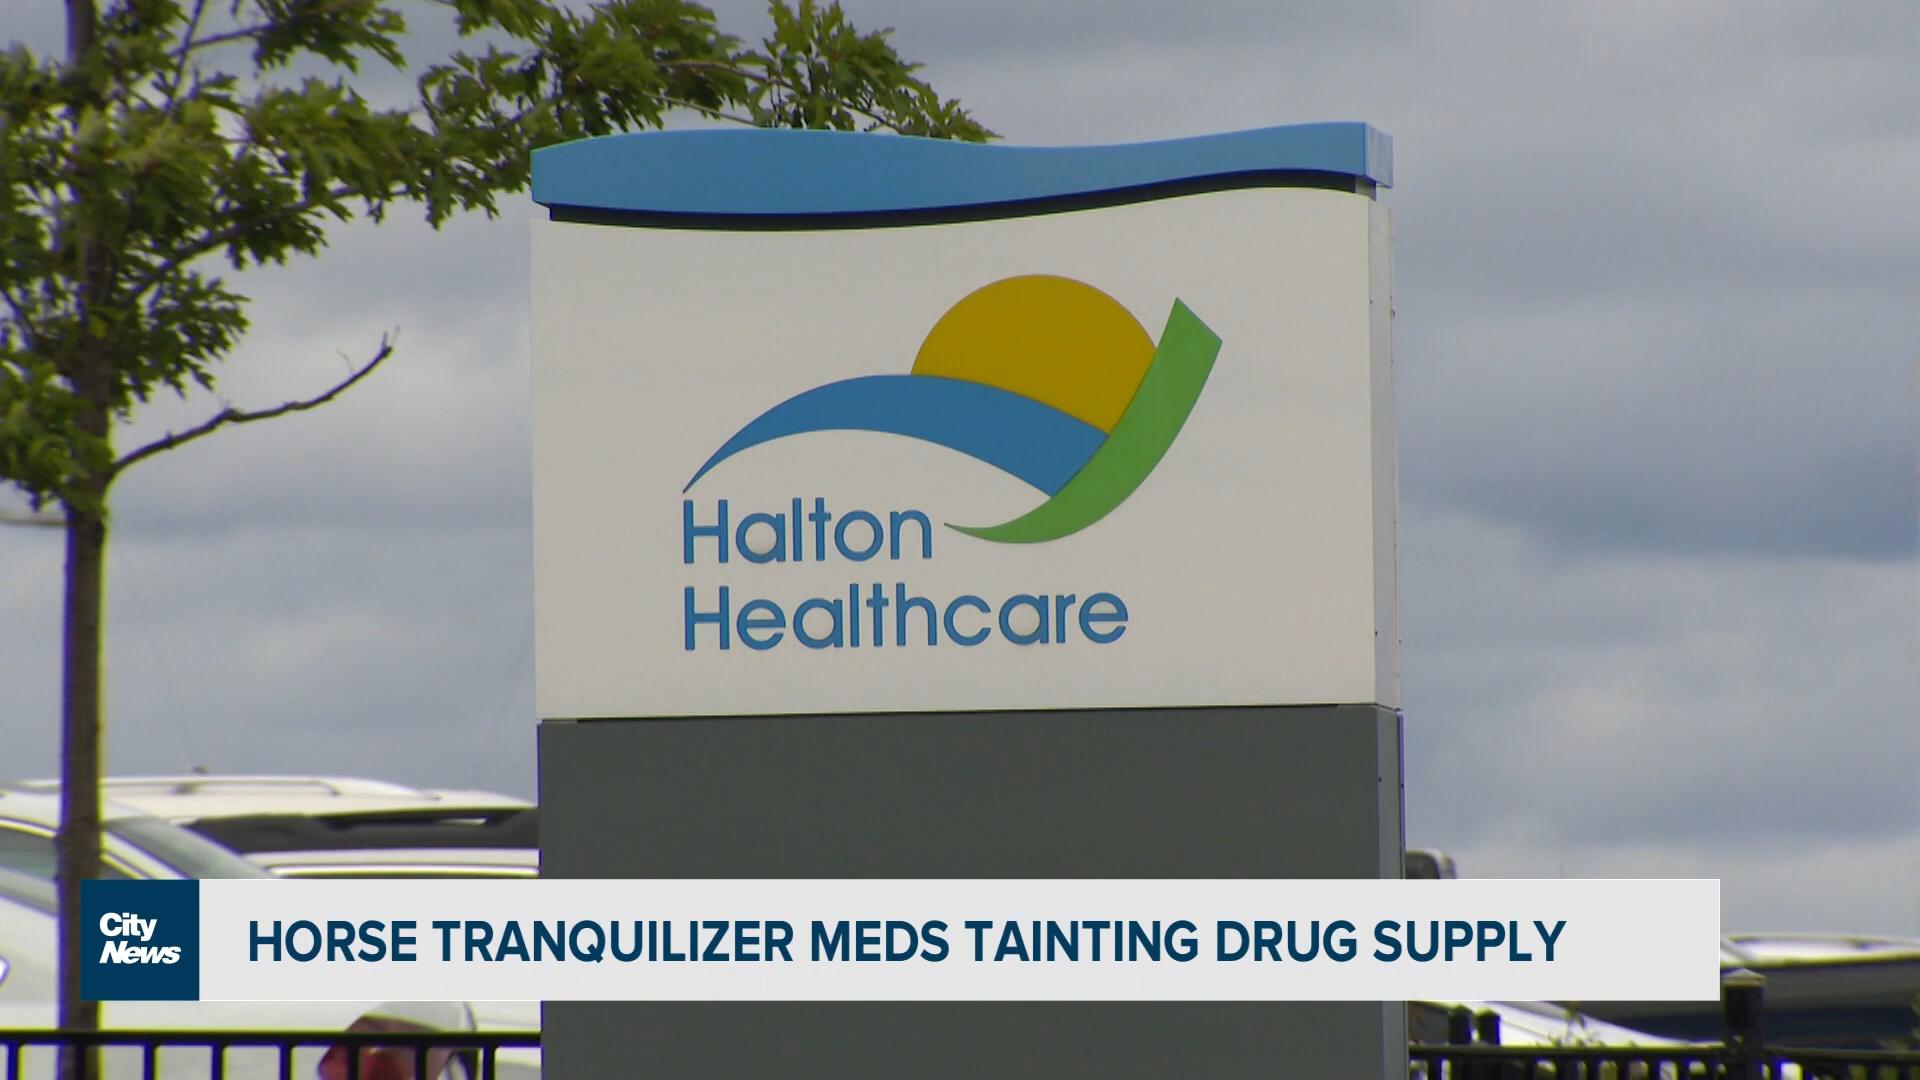 Halton
Healthcare
City
News
HORSE TRANQUILIZER MEDS TAINTING DRUG SUPPLY